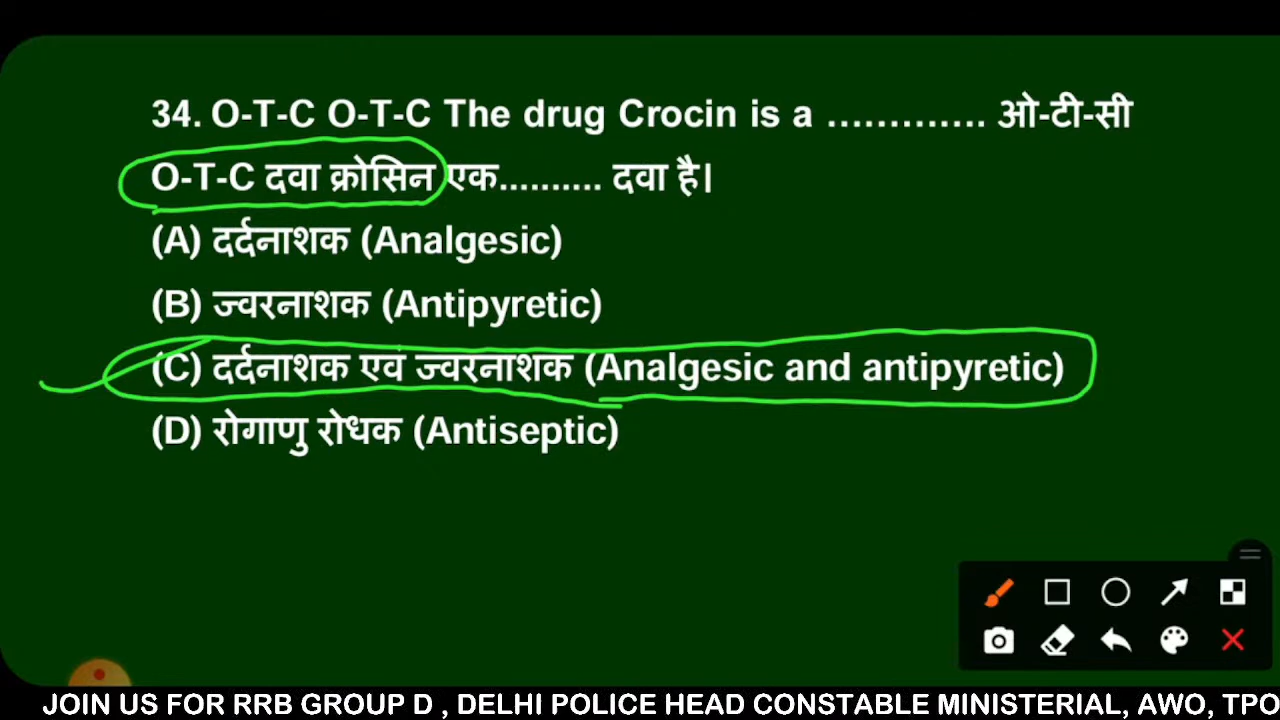 34. O-T-C O-T-C The drug Crocin is a ............. ओ-टी-सी
O-T-C दवा क्रोसिन एक.......... दवा है।
(A) दर्दनाशक (Analgesic)
(B) ज्वरनाशक (Antipyretic)
(C) दर्दनाशक एवं ज्वरनाशक (Analgesic and antipyretic)
(D) रोगाणु रोधक (Antiseptic)
JOIN US FOR RRB GROUP D , DELHI POLICE HEAD CONSTABLE MINISTERIAL, AWO, TPO